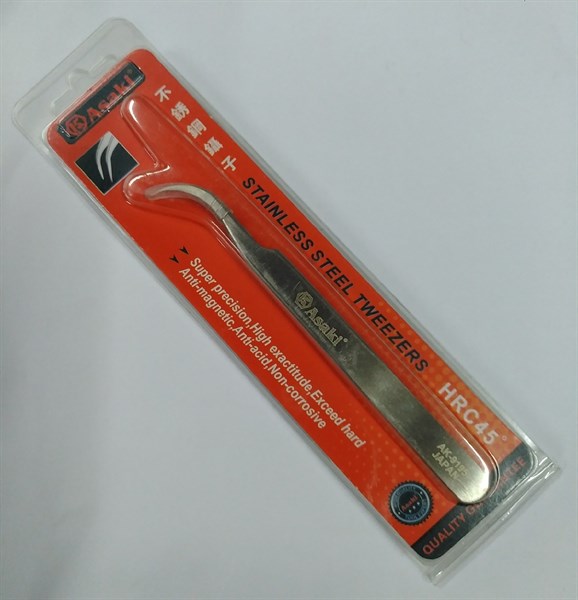 Asaki®
不銹鋼鑷子
STAINLESS STEEL TWEEZERS
HRC45°
Super precision,High exactitude,Exceed hard
Anti-magnetic,Anti-acid,Non-corrosive
Asaki®
JAPAN
QUALITY